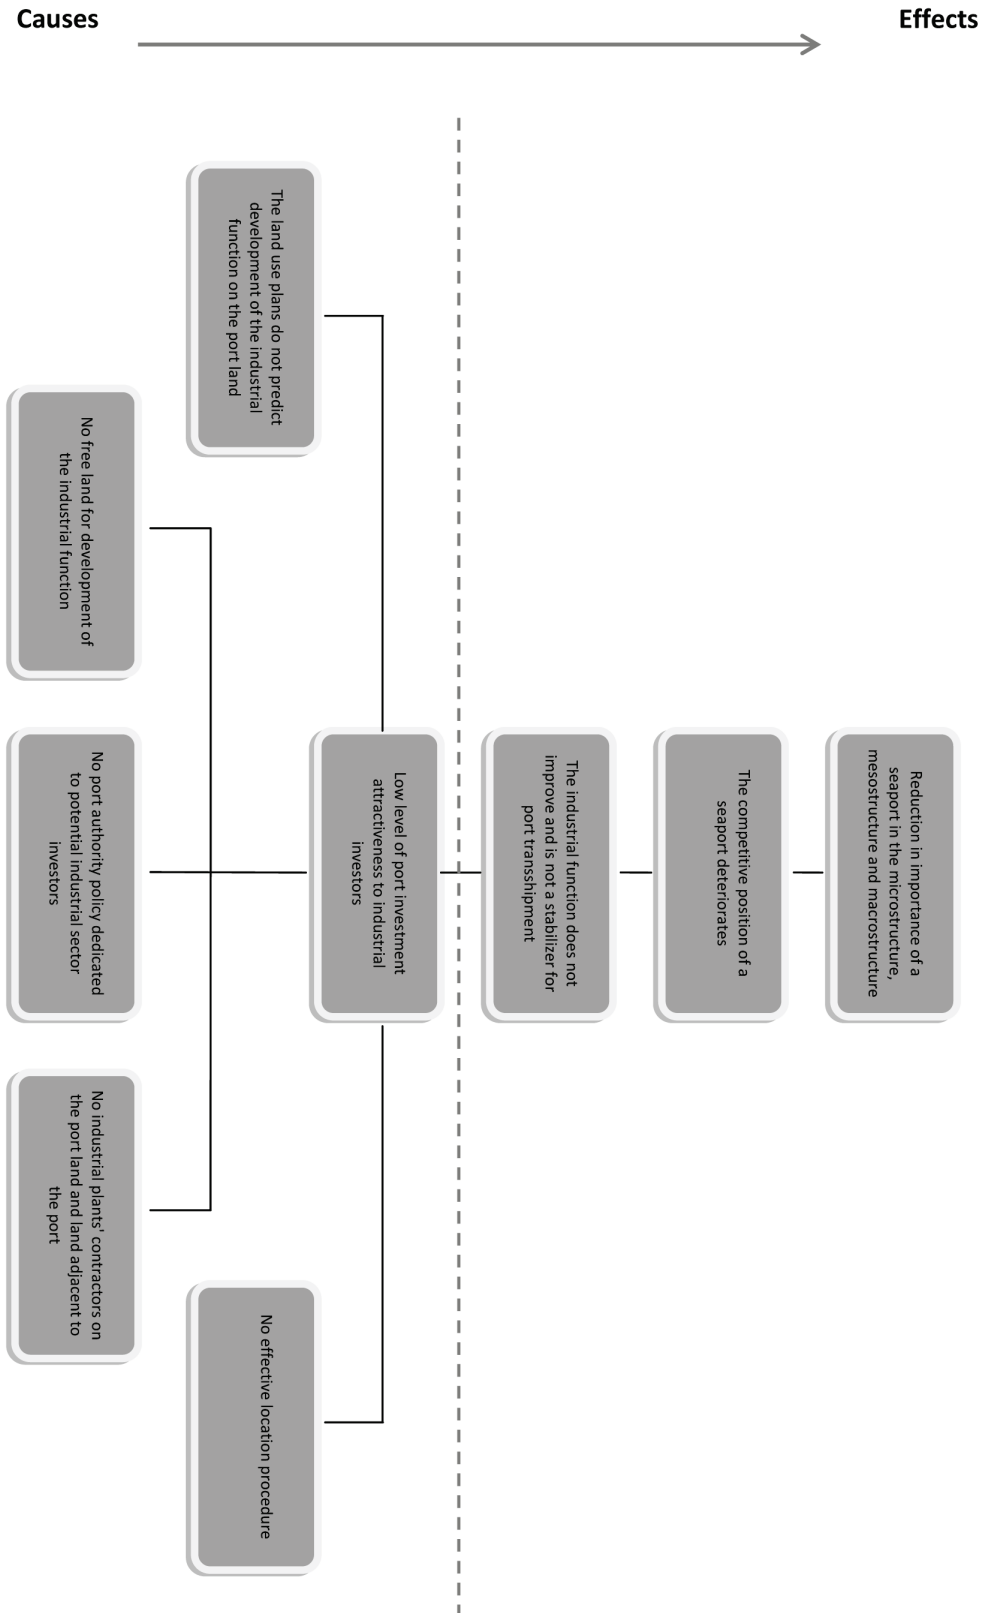 Causes
Effects
The land use plans do not predict
development of the industrial
function on the port land
No free land for development of
the industrial function
No port authority policy dedicated
to potential industrial sector
investors
No industrial plants' contractors on
the port land and land adjacent to
the port
No effective location procedure
Low level of port investment
attractiveness to industrial
investors
The industrial function does not
improve and is not a stabilizer for
port transshipment
The competitive position of a
seaport deteriorates
Reduction in importance of a
seaport in the microstructure,
mesostructure and macrostructure